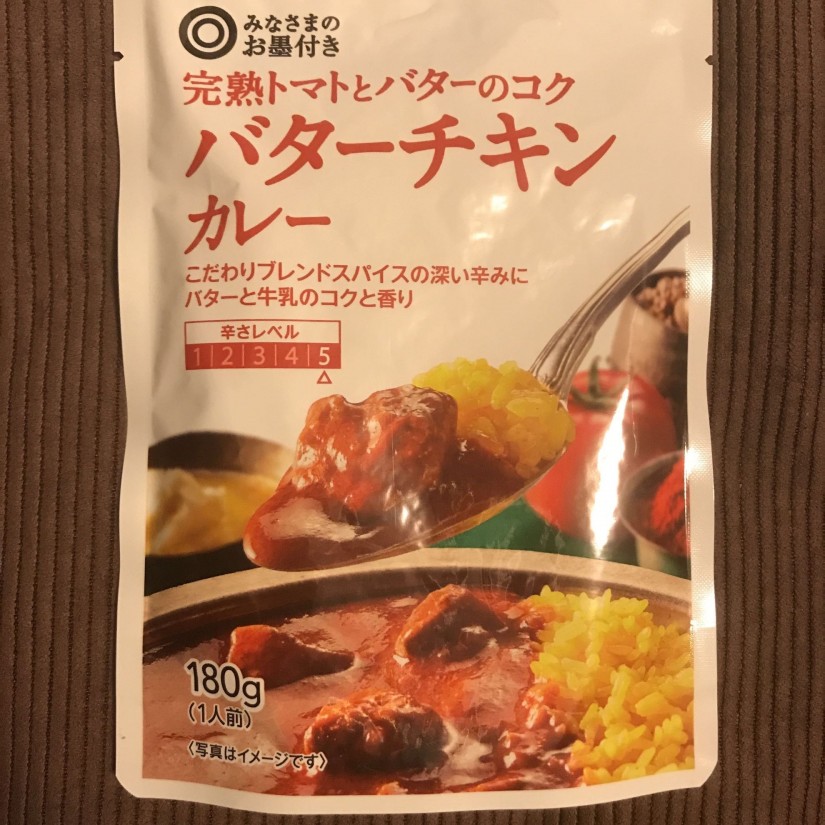 みなさまの
お墨付き
完熟トマトとバターのコク
バターチキン
カレー
こだわりブレンドスパイスの深い辛みに
バターと牛乳のコクと香り
辛さレベル
1 2 3 4 5
180g
(1人前)
〈写真はイメージです〉